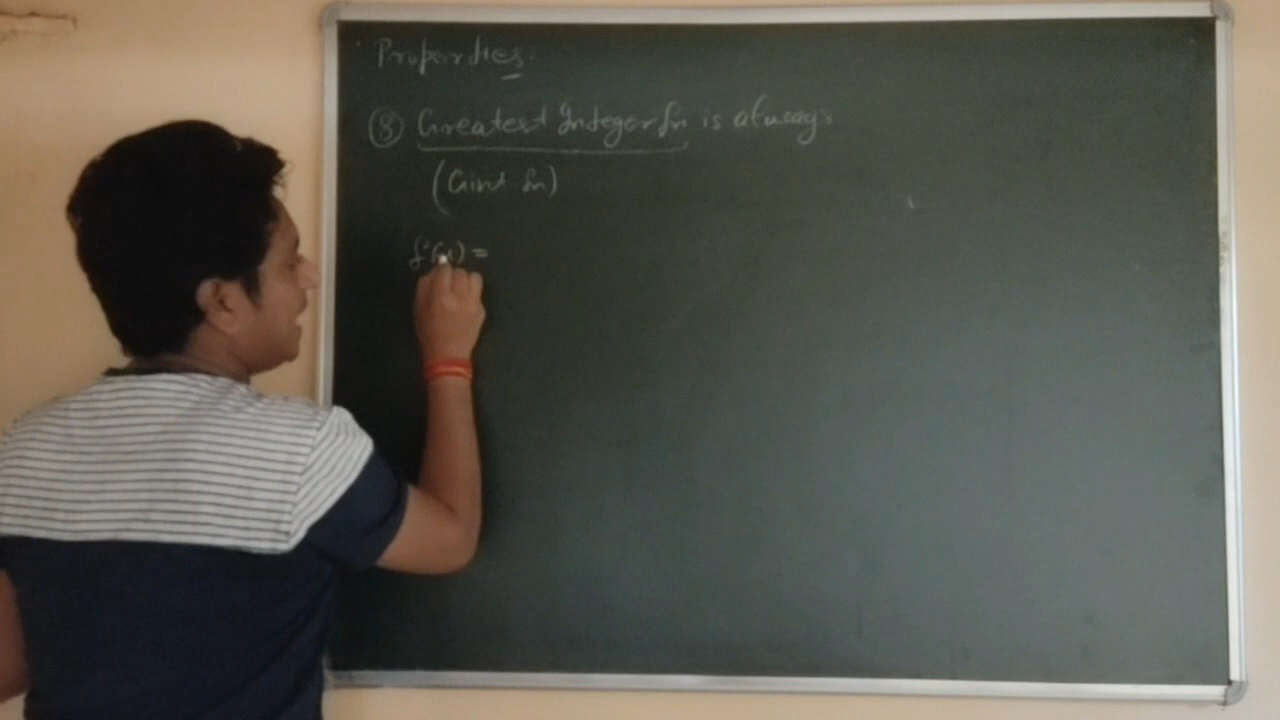 Properties:
⑧ Greatest Integer fn is always
(Gint fn)
f(x) =